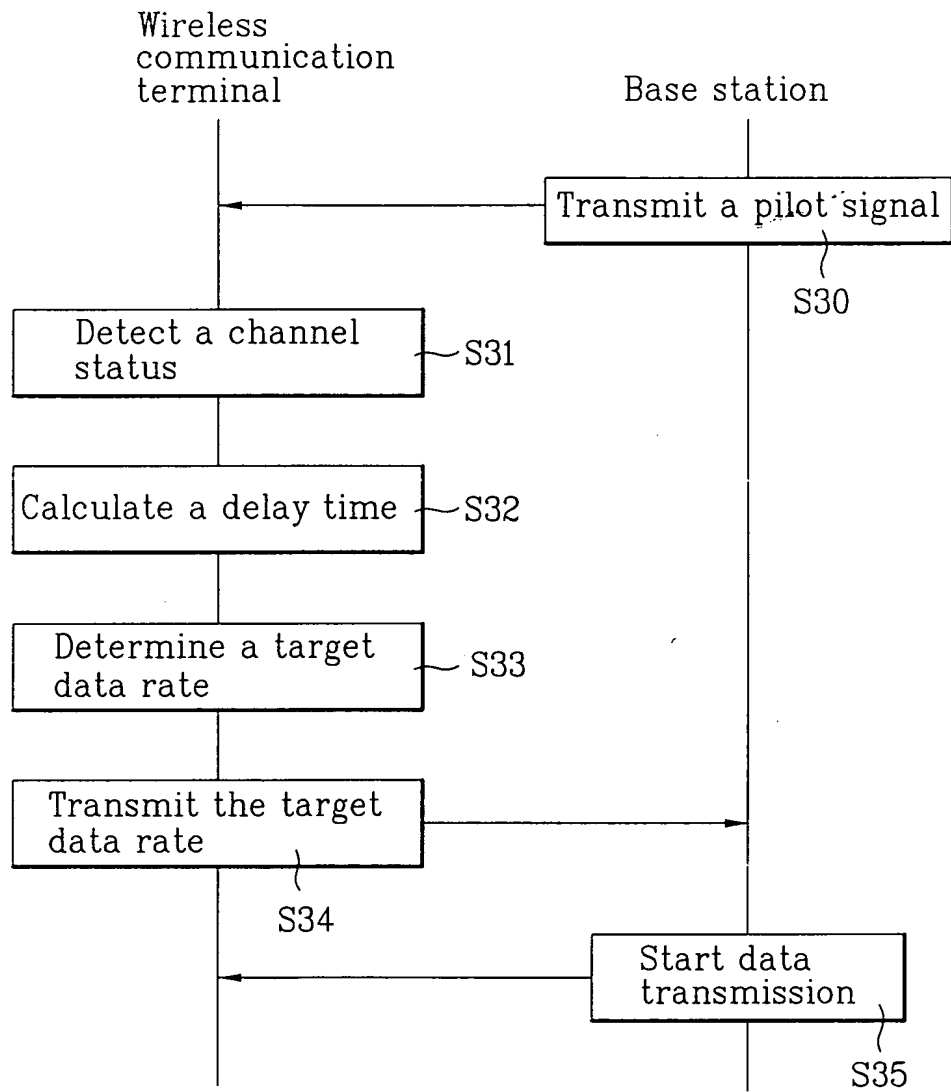 Wireless
communication
terminal
Base station
Transmit a pilot signal
S30
Detect a channel
status
S31
Calculate a delay time
S32
Determine a target
data rate
S33
Transmit the target
data rate
S34
Start data
transmission
S35